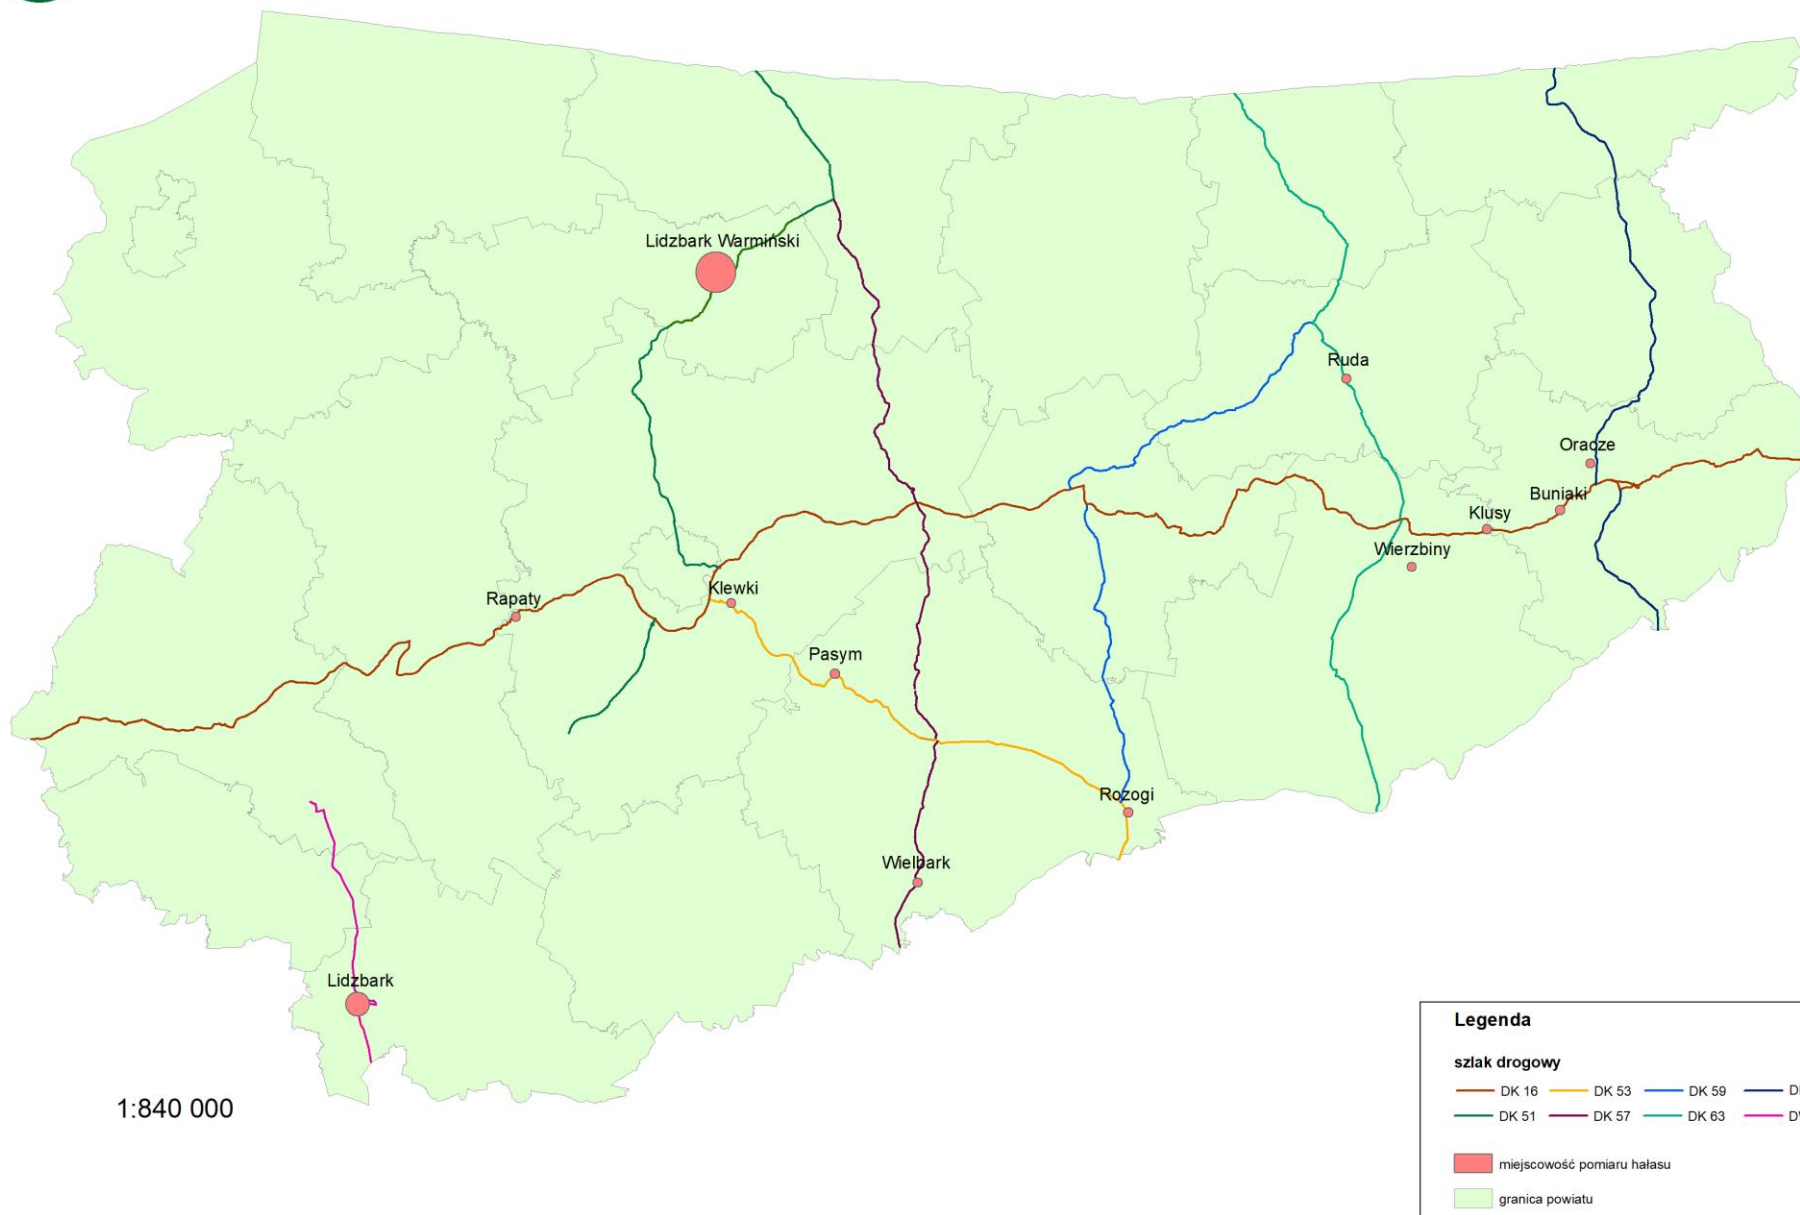 Lidzbark Warmiński
Ruda
Oracze
Buniaki
Klusy
Wierzbiny
Klewki
Rapaty
Pasym
Rozogi
Wielbark
Lidzbark
1:840 000
Legenda
szlak drogowy
DK 16 DK 53 DK 59
DK 51 DK 57 DK 63
miejscowość pomiaru hałasu
granica powiatu